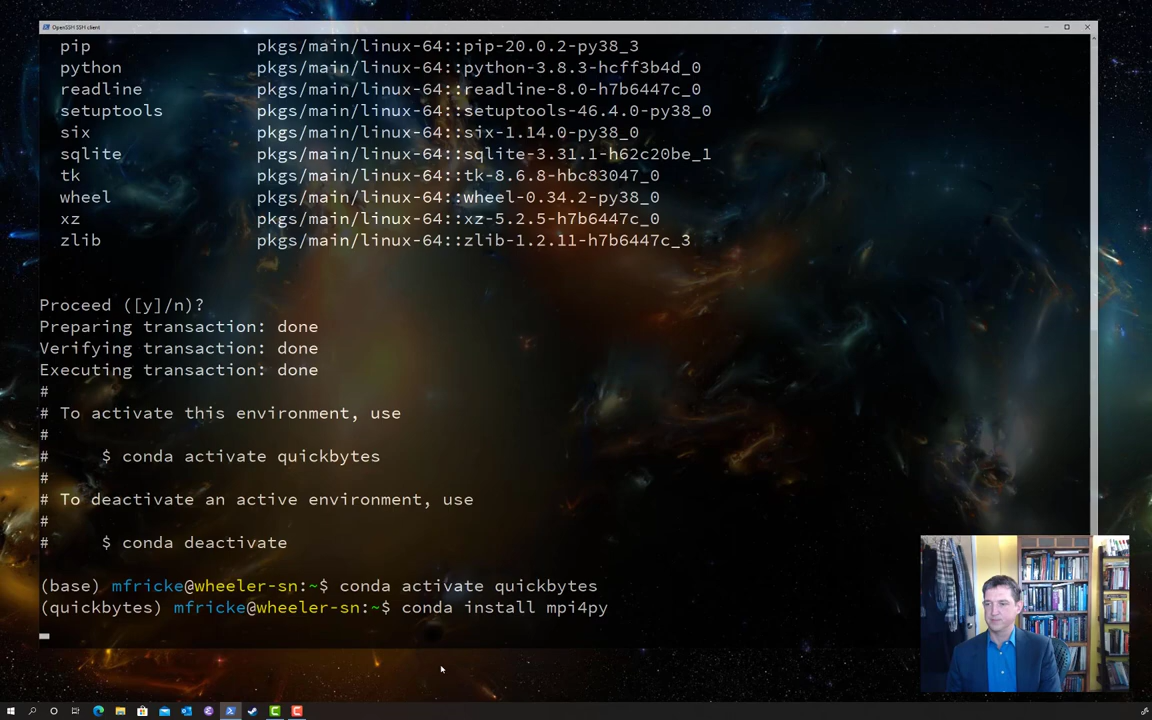 OpenSSH SSH client
pip pkgs/main/linux-64::pip-20.0.2-py38_3
python pkgs/main/linux-64::python-3.8.3-hcff3b4d_0
readline pkgs/main/linux-64::readline-8.0-h7b6447c_0
setuptools pkgs/main/linux-64::setuptools-46.4.0-py38_0
six pkgs/main/linux-64::six-1.14.0-py38_0
sqlite pkgs/main/linux-64::sqlite-3.31.1-h62c20be_1
tk pkgs/main/linux-64::tk-8.6.8-hbc83047_0
wheel pkgs/main/linux-64::wheel-0.34.2-py38_0
xz pkgs/main/linux-64::xz-5.2.5-h7b6447c_0
zlib pkgs/main/linux-64::zlib-1.2.11-h7b6447c_3
Proceed ([y]/n)?
Preparing transaction: done
Verifying transaction: done
Executing transaction: done
#
# To activate this environment, use
#
# $ conda activate quickbytes
#
# To deactivate an active environment, use
#
# $ conda deactivate
(base) mfricke@wheeler-sn:~$ conda activate quickbytes
(quickbytes) mfricke@wheeler-sn:~$ conda install mpi4py